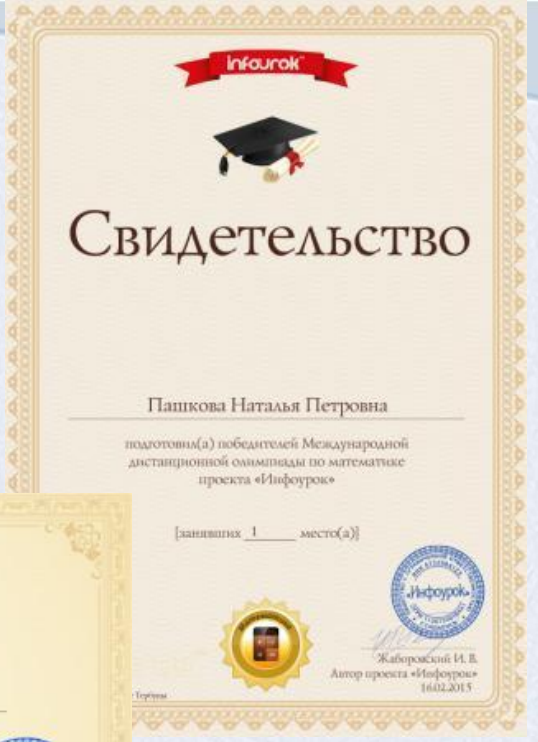 infourok
Свидетельство
Пашкова Наталья Петровна
подготовил(а) победителей Международной
дистанционной олимпиады по математике
проекта «Инфоурок»
[занявших 1 место(а)]
«Инфоурок»
Жаборовский И. В.
Автор проекта «Инфоурок»
16.02.2015